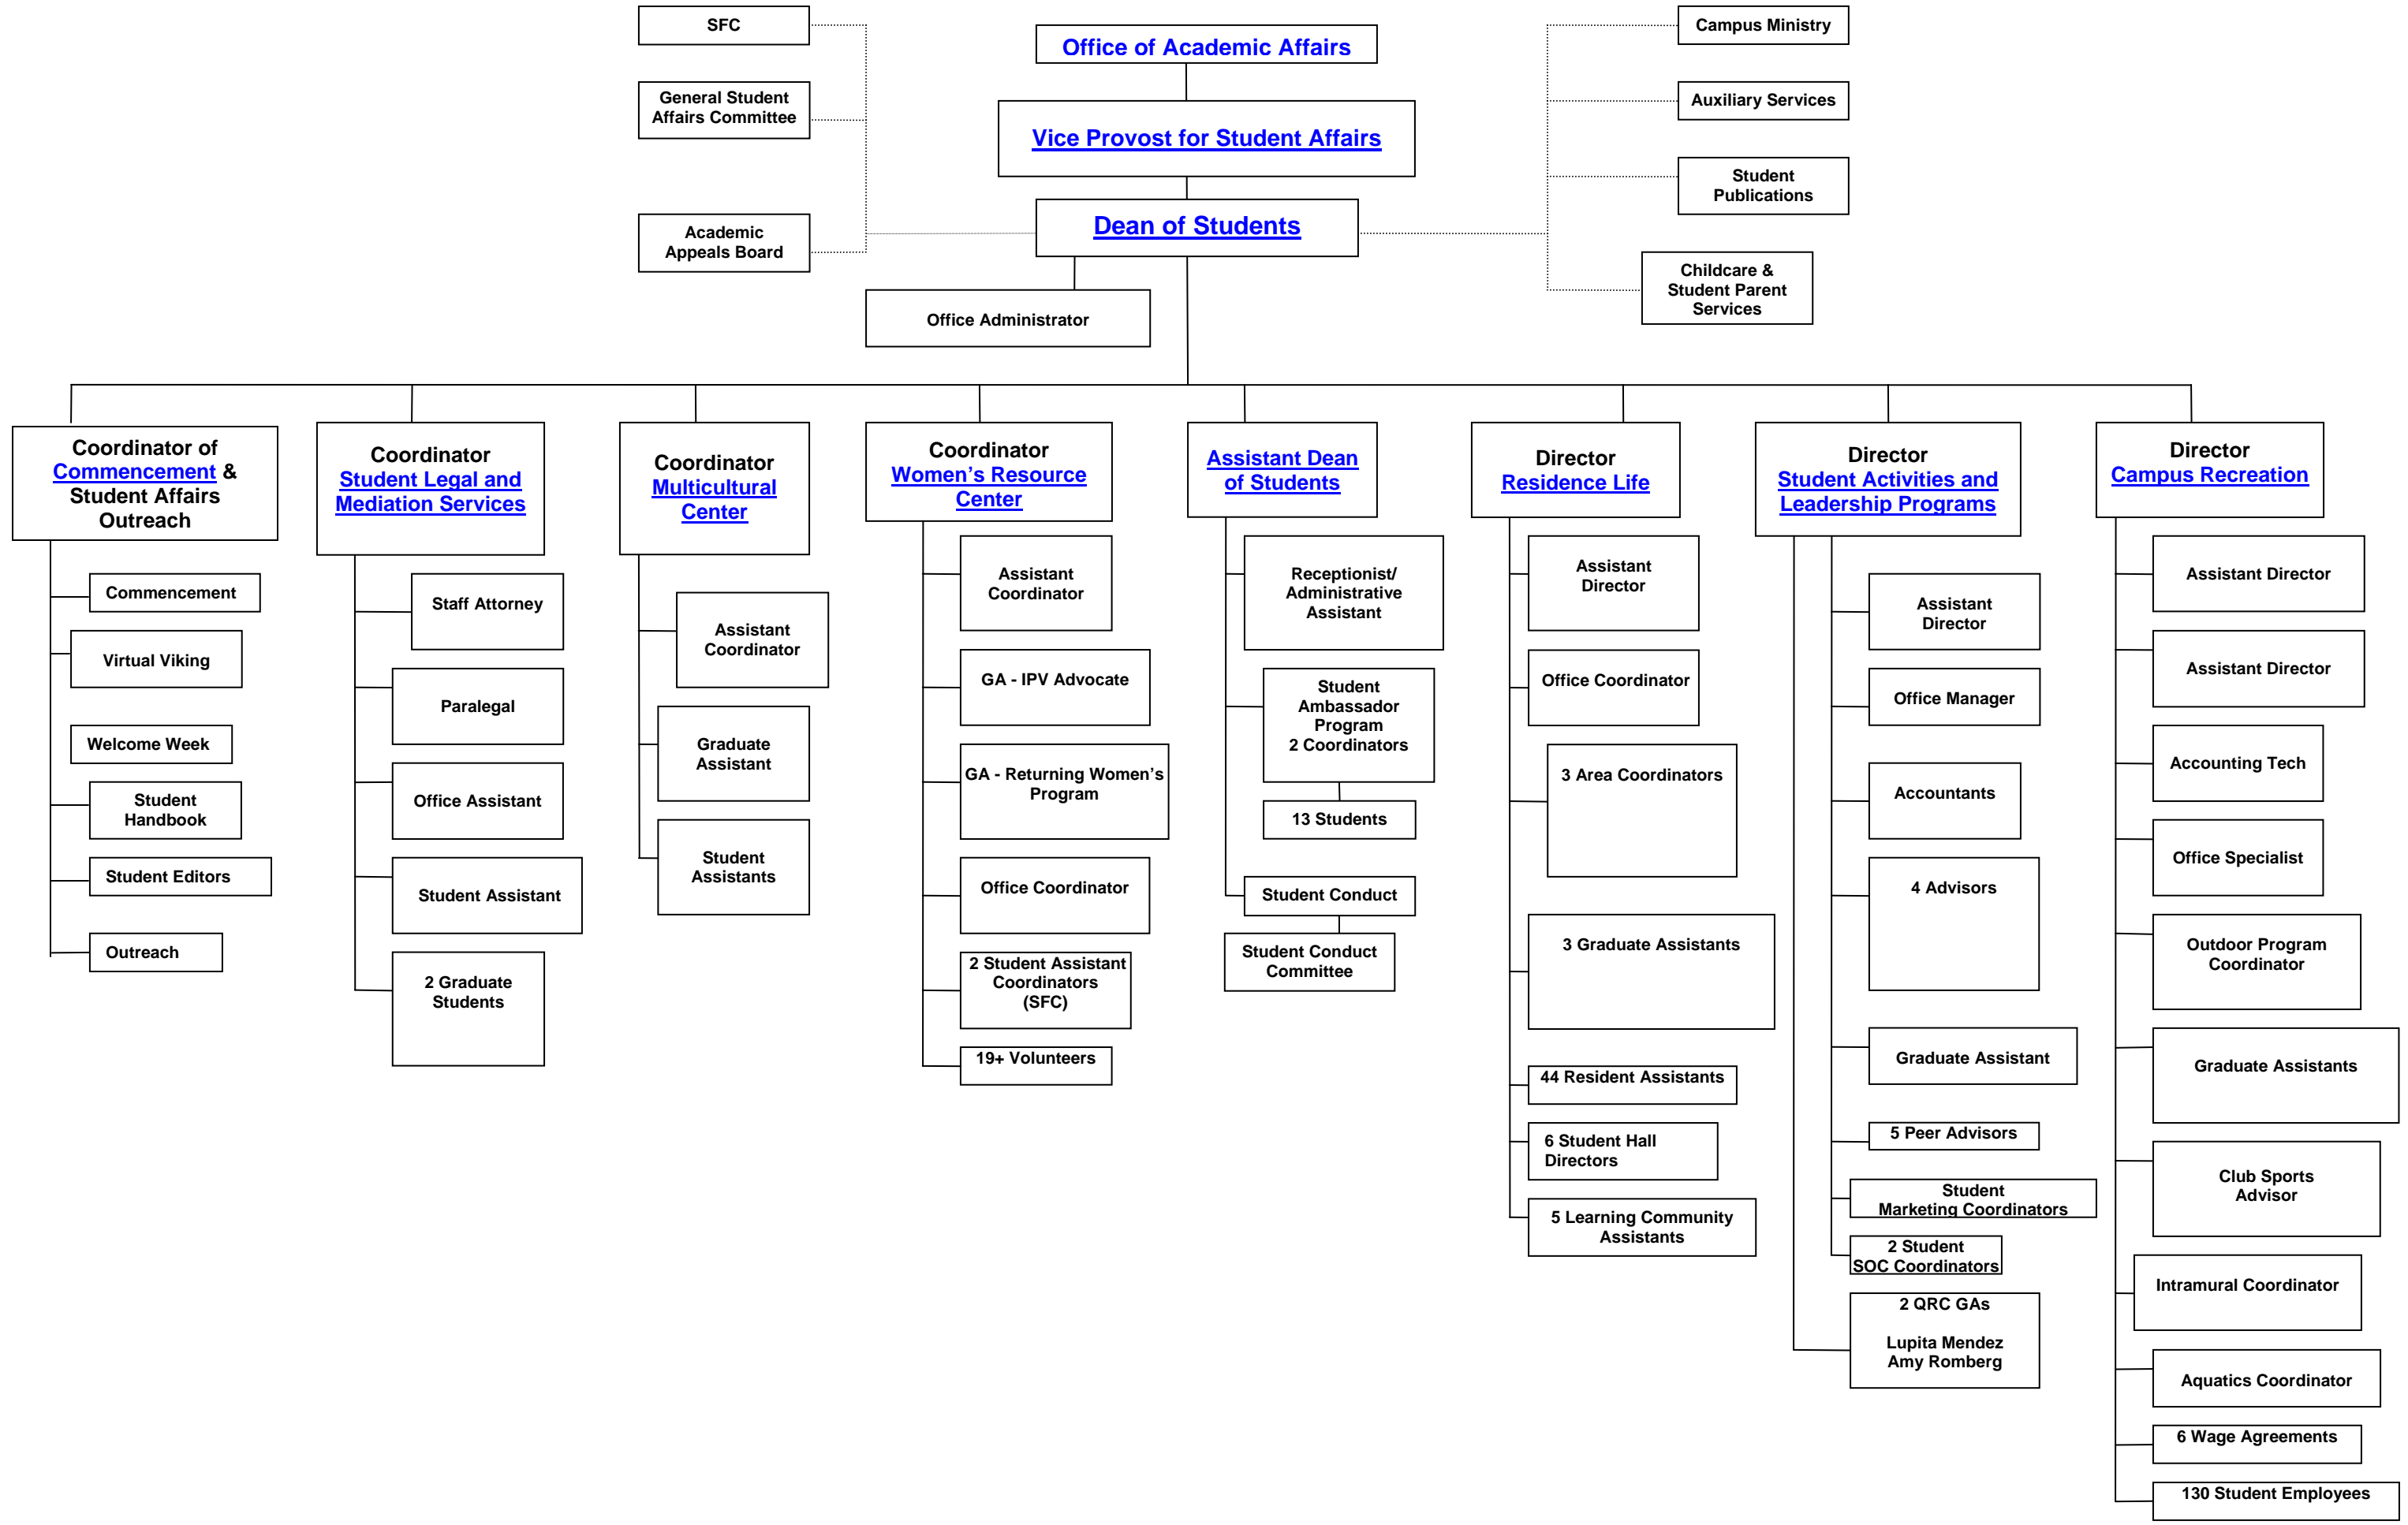 SFC
General Student
Affairs Committee
Academic
Appeals Board
Office of Academic Affairs
Vice Provost for Student Affairs
Dean of Students
Office Administrator
Campus Ministry
Auxiliary Services
Student
Publications
Childcare &
Student Parent
Services
Coordinator of
Commencement &
Student Affairs
Outreach
Commencement
Virtual Viking
Welcome Week
Student
Handbook
Student Editors
Outreach
Coordinator
Student Legal and
Mediation Services
Staff Attorney
Paralegal
Office Assistant
Student Assistant
2 Graduate
Students
Coordinator
Multicultural
Center
Assistant
Coordinator
Graduate
Assistant
Student
Assistants
Coordinator
Women’s Resource
Center
Assistant
Coordinator
GA - IPV Advocate
GA - Returning Women’s
Program
Office Coordinator
2 Student Assistant
Coordinators
(SFC)
19+ Volunteers
Assistant Dean
of Students
Receptionist/
Administrative
Assistant
Student
Ambassador
Program
2 Coordinators
13 Students
Student Conduct
Student Conduct
Committee
Director
Residence Life
Assistant
Director
Office Coordinator
3 Area Coordinators
3 Graduate Assistants
44 Resident Assistants
6 Student Hall
Directors
5 Learning Community
Assistants
Director
Student Activities and
Leadership Programs
Assistant
Director
Office Manager
Accountants
4 Advisors
Graduate Assistant
5 Peer Advisors
Student
Marketing Coordinators
2 Student
SOC Coordinators
2 QRC GAs
Lupita Mendez
Amy Romberg
Director
Campus Recreation
Assistant Director
Assistant Director
Accounting Tech
Office Specialist
Outdoor Program
Coordinator
Graduate Assistants
Club Sports
Advisor
Intramural Coordinator
Aquatics Coordinator
6 Wage Agreements
130 Student Employees